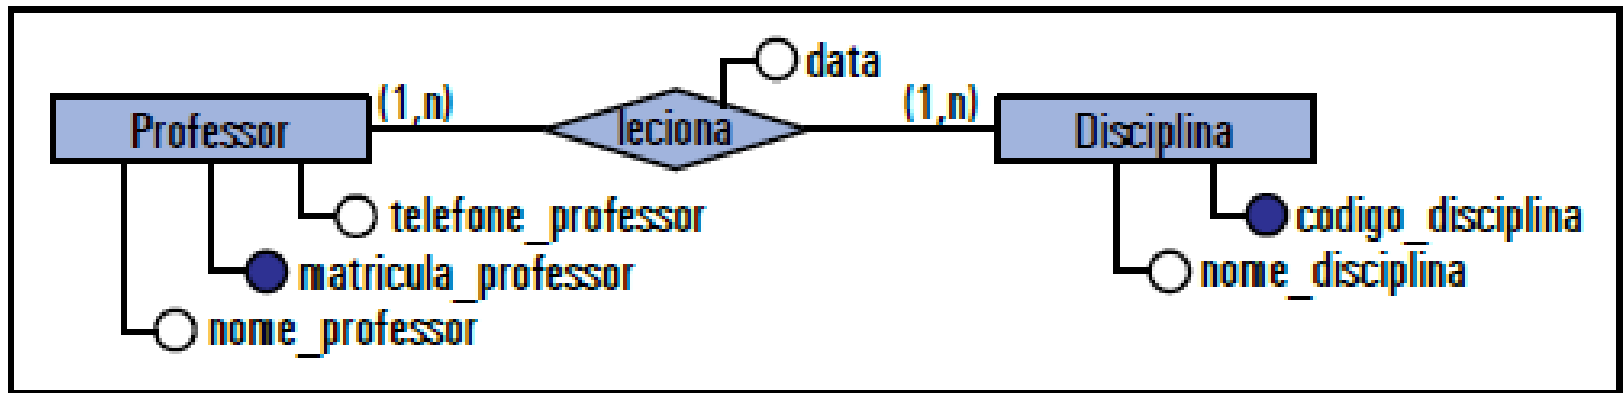 data
Professor (1,n) leciona (1,n) Disciplina
telefone_professor codigo_disciplina
matricula_professor nome_disciplina
nome_professor